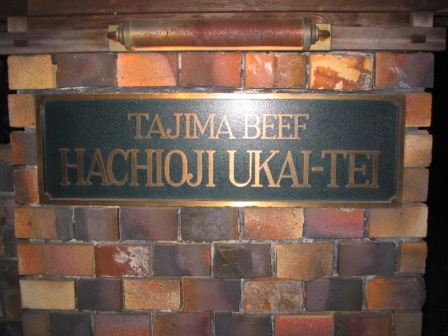 TAJIMA BEEF
HACHIOJI UKAI-TEI